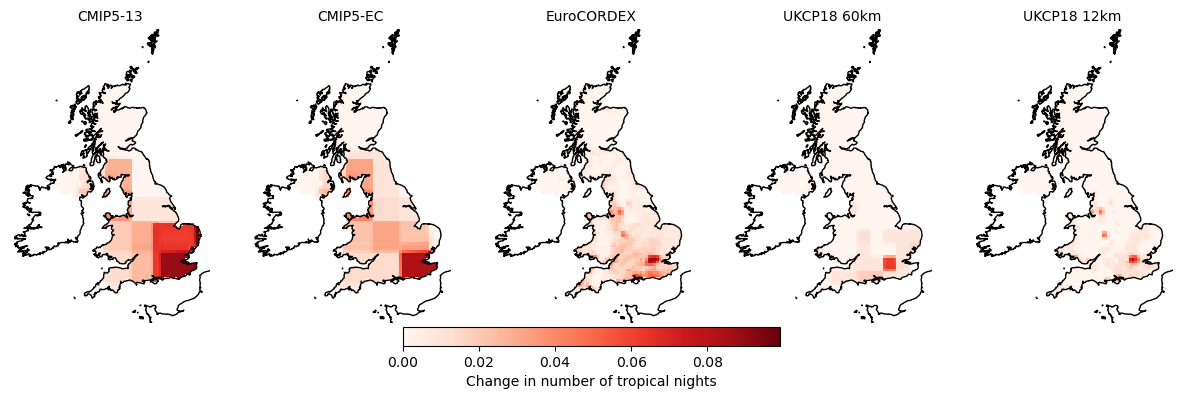 CMIP5-13 CMIP5-EC EuroCORDEX UKCP18 60km UKCP18 12km
0.00 0.02 0.04 0.06 0.08
Change in number of tropical nights